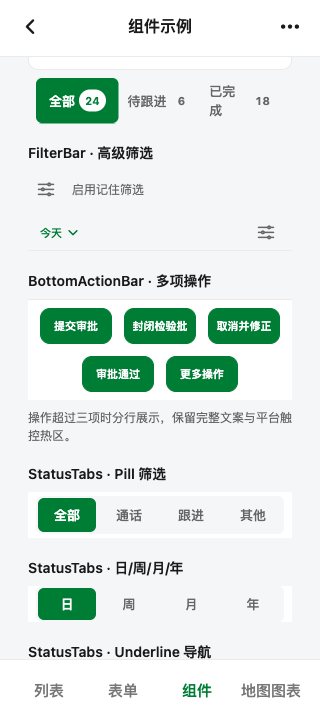 组件示例
全部 24 待跟进 6 已完 18
成
FilterBar · 高级筛选
启用记住筛选
今天
BottomActionBar · 多项操作
提交审批 封闭检验批 取消并修正
审批通过 更多操作
操作超过三项时分行展示，保留完整文案与平台触
控热区。
StatusTabs · Pill 筛选
全部 通话 跟进 其他
StatusTabs · 日/周/月/年
日 周 月 年
StatusTabs · Underline 导航
列表 表单 组件 地图图表